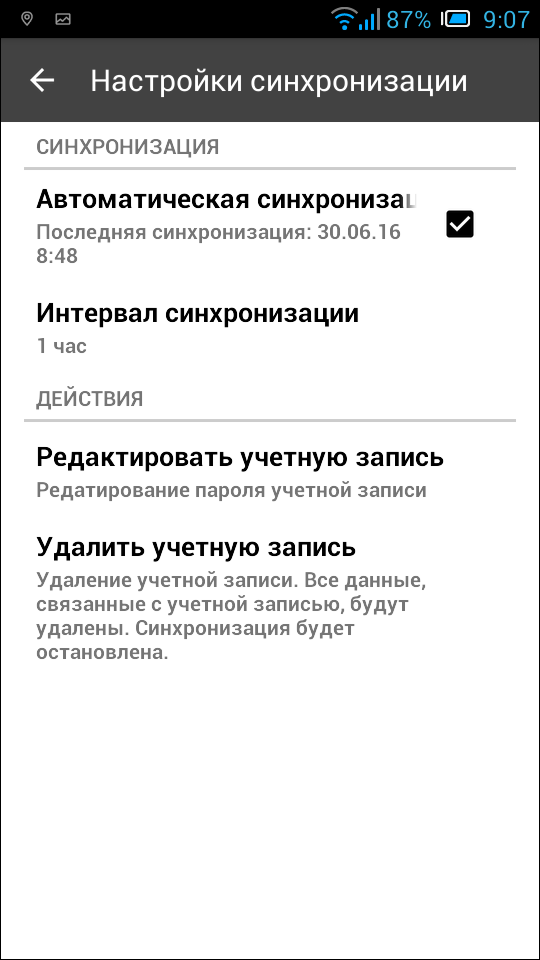 87% 9:07
Настройки синхронизации
СИНХРОНИЗАЦИЯ
Автоматическая синхронизац
Последняя синхронизация: 30.06.16
8:48
Интервал синхронизации
1 час
ДЕЙСТВИЯ
Редактировать учетную запись
Редатирование пароля учетной записи
Удалить учетную запись
Удаление учетной записи. Все данные,
связанные с учетной записью, будут
удалены. Синхронизация будет
остановлена.